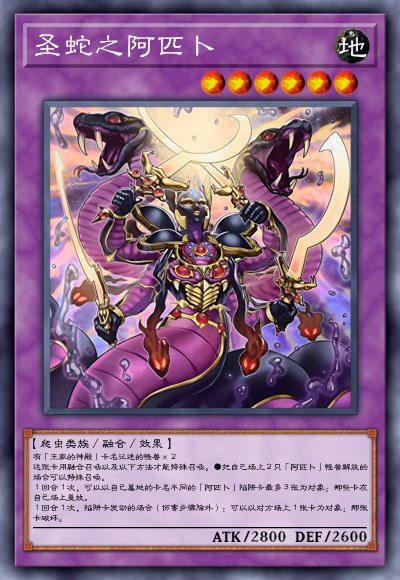 圣蛇之阿匹卜
地
【爬虫类族／融合／效果】
有「王家的神殿」卡名记述的怪兽×2
这张卡用融合召唤以及以下方法才能特殊召唤。●把自己场上2只「阿匹卜」怪兽解放的
场合可以特殊召唤。
1回合1次，可以以自己墓地的卡名不同的「阿匹卜」陷阱卡最多3张为对象；那些卡在
自己场上盖放。
1回合1次，陷阱卡发动的场合（伤害步骤除外）：可以以对方场上1张卡为对象；那张
卡破坏。
ATK/2800 DEF/2600